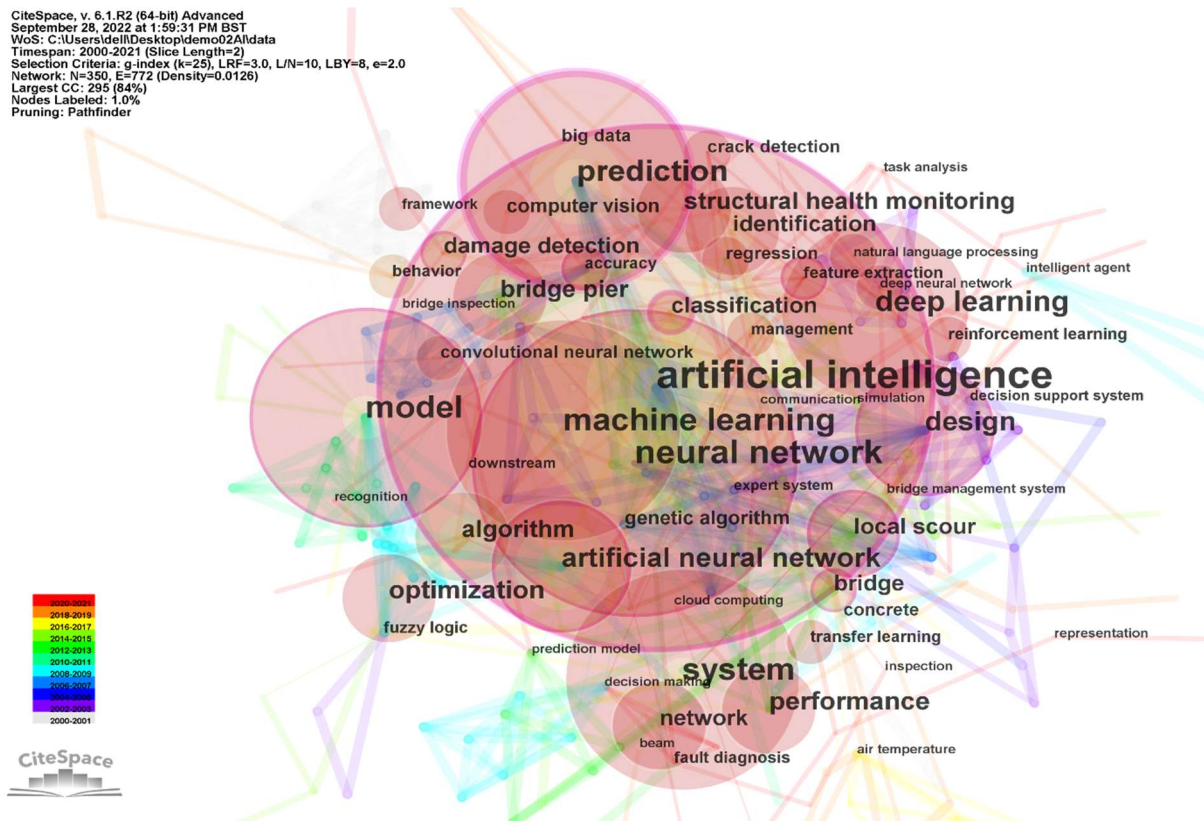 CiteSpace, v. 6.1.R2 (64-bit) Advanced
September 28, 2022 at 1:59:31 PM BST
WoS: C:\Users\dell\Desktop\demo02AI\data
Timespan: 2000-2021 (Slice Length=2)
Selection Criteria: g-index (k=25), LRF=3.0, L/N=10, LBY=8, e=2.0
Network: N=350, E=772 (Density=0.0126)
Largest CC: 295 (84%)
Nodes Labeled: 1.0%
Pruning: Pathfinder
big data
crack detection
prediction
task analysis
framework
computer vision
structural health monitoring
identification
damage detection
regression
natural language processing
accuracy
behavior
feature extraction
intelligent agent
bridge pier
deep neural network
bridge inspection
classification
deep learning
management
reinforcement learning
convolutional neural network
artificial intelligence
communication
simulation
decision support system
model
machine learning
design
neural network
downstream
expert system
bridge management system
recognition
genetic algorithm
algorithm
local scour
artificial neural network
optimization
bridge
cloud computing
concrete
fuzzy logic
transfer learning
representation
prediction model
system
inspection
decision making
performance
network
beam
fault diagnosis
air temperature
2020-2021
2018-2019
2016-2017
2014-2015
2012-2013
2010-2011
2008-2009
2006-2007
2004-2005
2002-2003
2000-2001
CiteSpace